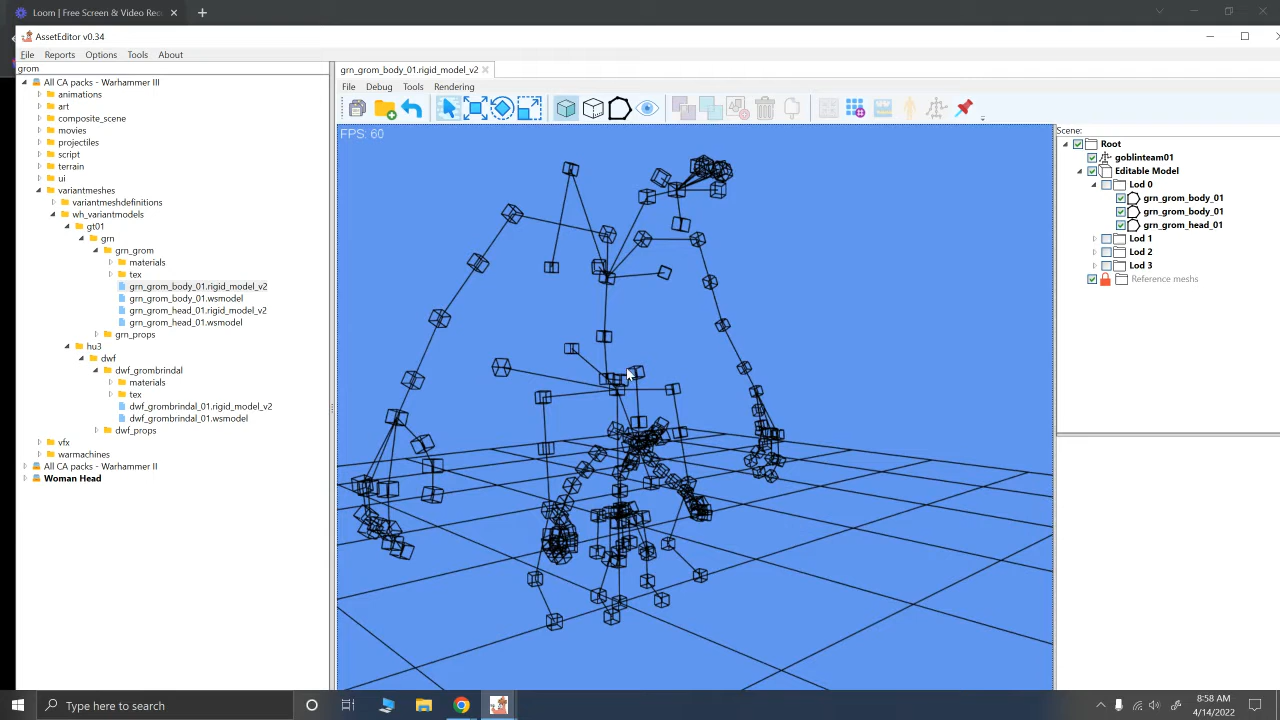 Loom | Free Screen & Video Rec
AssetEditor v0.34
File Reports Options Tools About
grom
All CA packs - Warhammer III
animations
art
composite_scene
movies
projectiles
script
terrain
ui
variantmeshes
variantmeshdefinitions
wh_variantmodels
gt01
grn
grn_grom
materials
tex
grn_grom_body_01.rigid_model_v2
grn_grom_body_01.wsmodel
grn_grom_head_01.rigid_model_v2
grn_grom_head_01.wsmodel
grn_props
hu3
dwf
dwf_grombrindal
materials
tex
dwf_grombrindal_01.rigid_model_v2
dwf_grombrindal_01.wsmodel
dwf_props
vfx
warmachines
All CA packs - Warhammer II
Woman Head
grn_grom_body_01.rigid_model_v2
File Debug Tools Rendering
FPS: 60
Scene:
Root
goblinteam01
Editable Model
Lod 0
grn_grom_body_01
grn_grom_body_01
grn_grom_head_01
Lod 1
Lod 2
Lod 3
Reference meshs
Type here to search
8:58 AM
4/14/2022